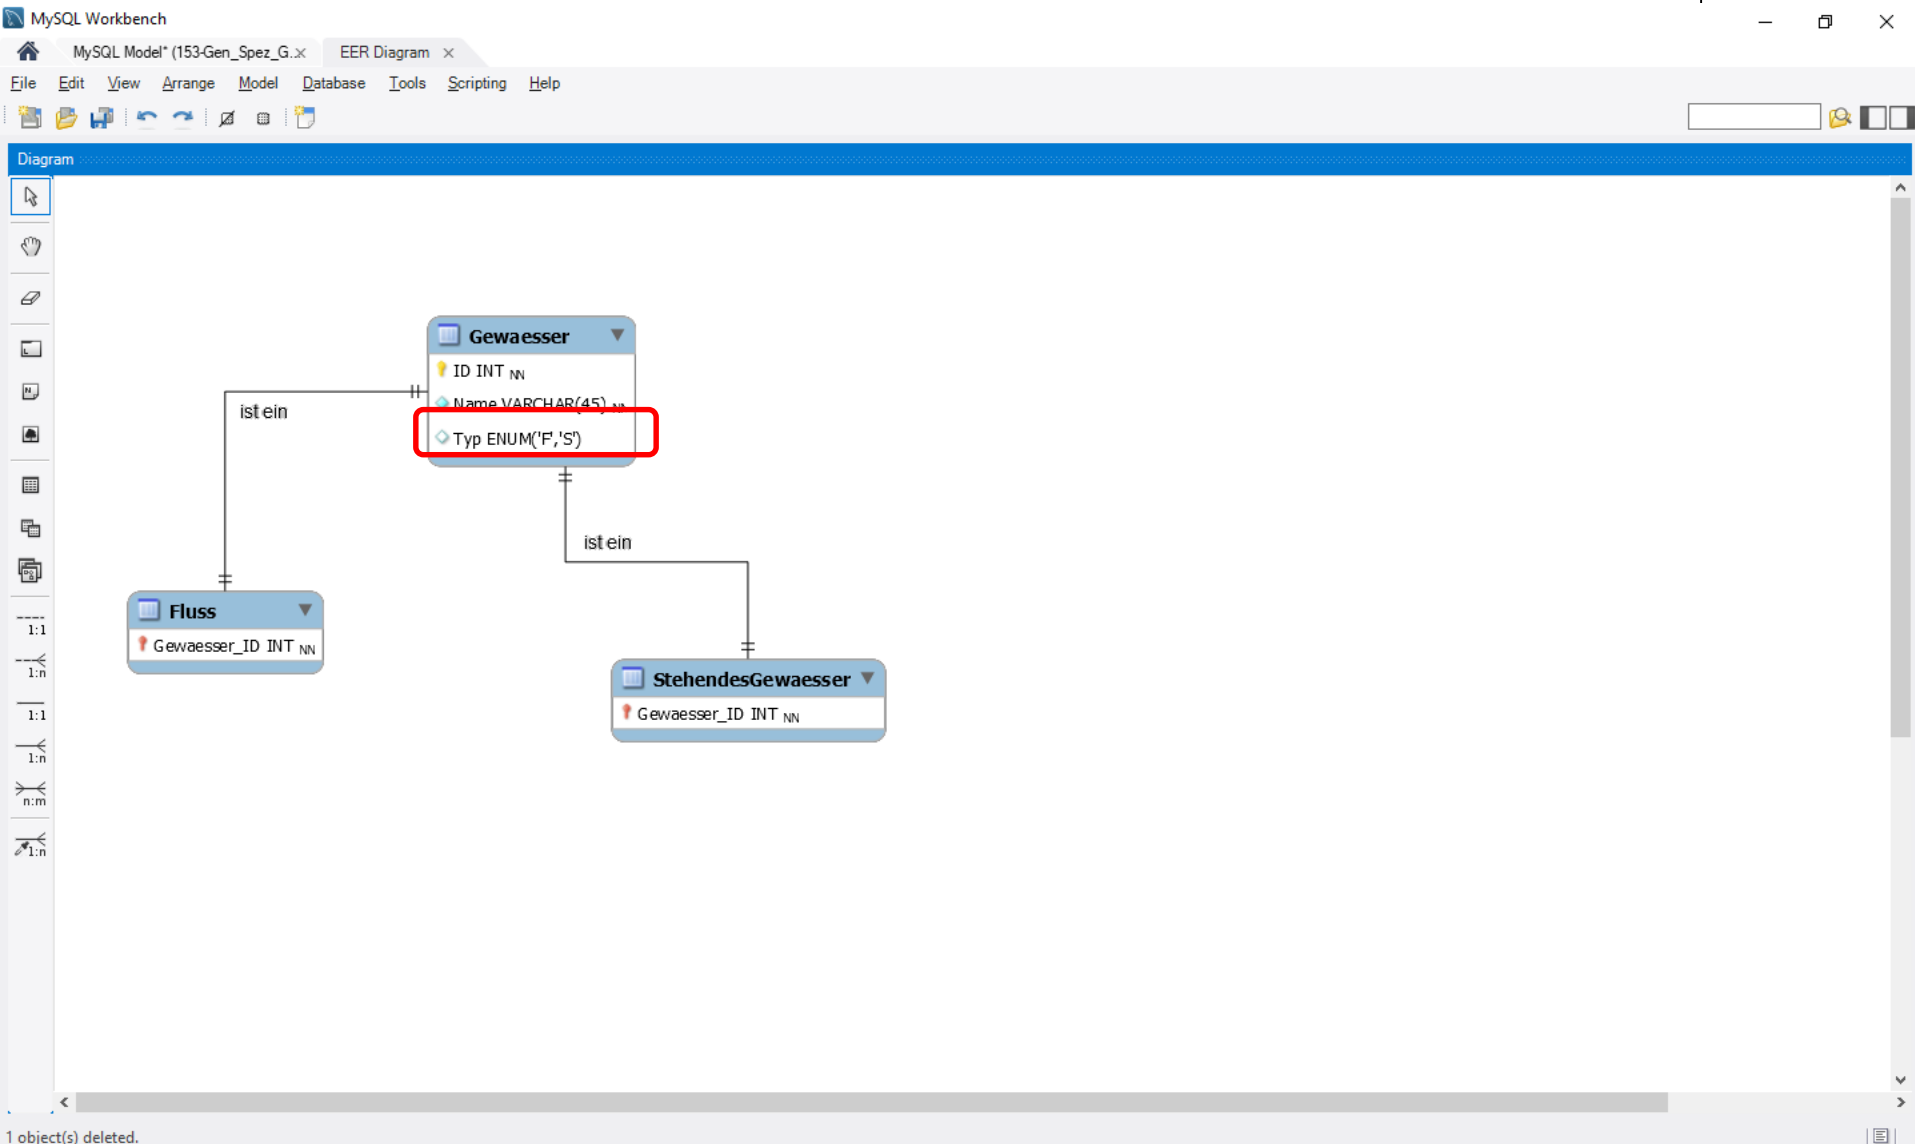 MySQL Workbench
MySQL Model* (153-Gen_Spez_G.. EER Diagram
File Edit View Arrange Model Database Tools Scripting Help
Diagram
Gewaesser
ID INT NN
Name VARCHAR(45) NN
Typ ENUM('F','S')
ist ein
ist ein
Fluss
Gewaesser_ID INT NN
StehendesGewaesser
Gewaesser_ID INT NN
1:1
1:n
1:1
1:n
n:m
1:n
1 object(s) deleted.